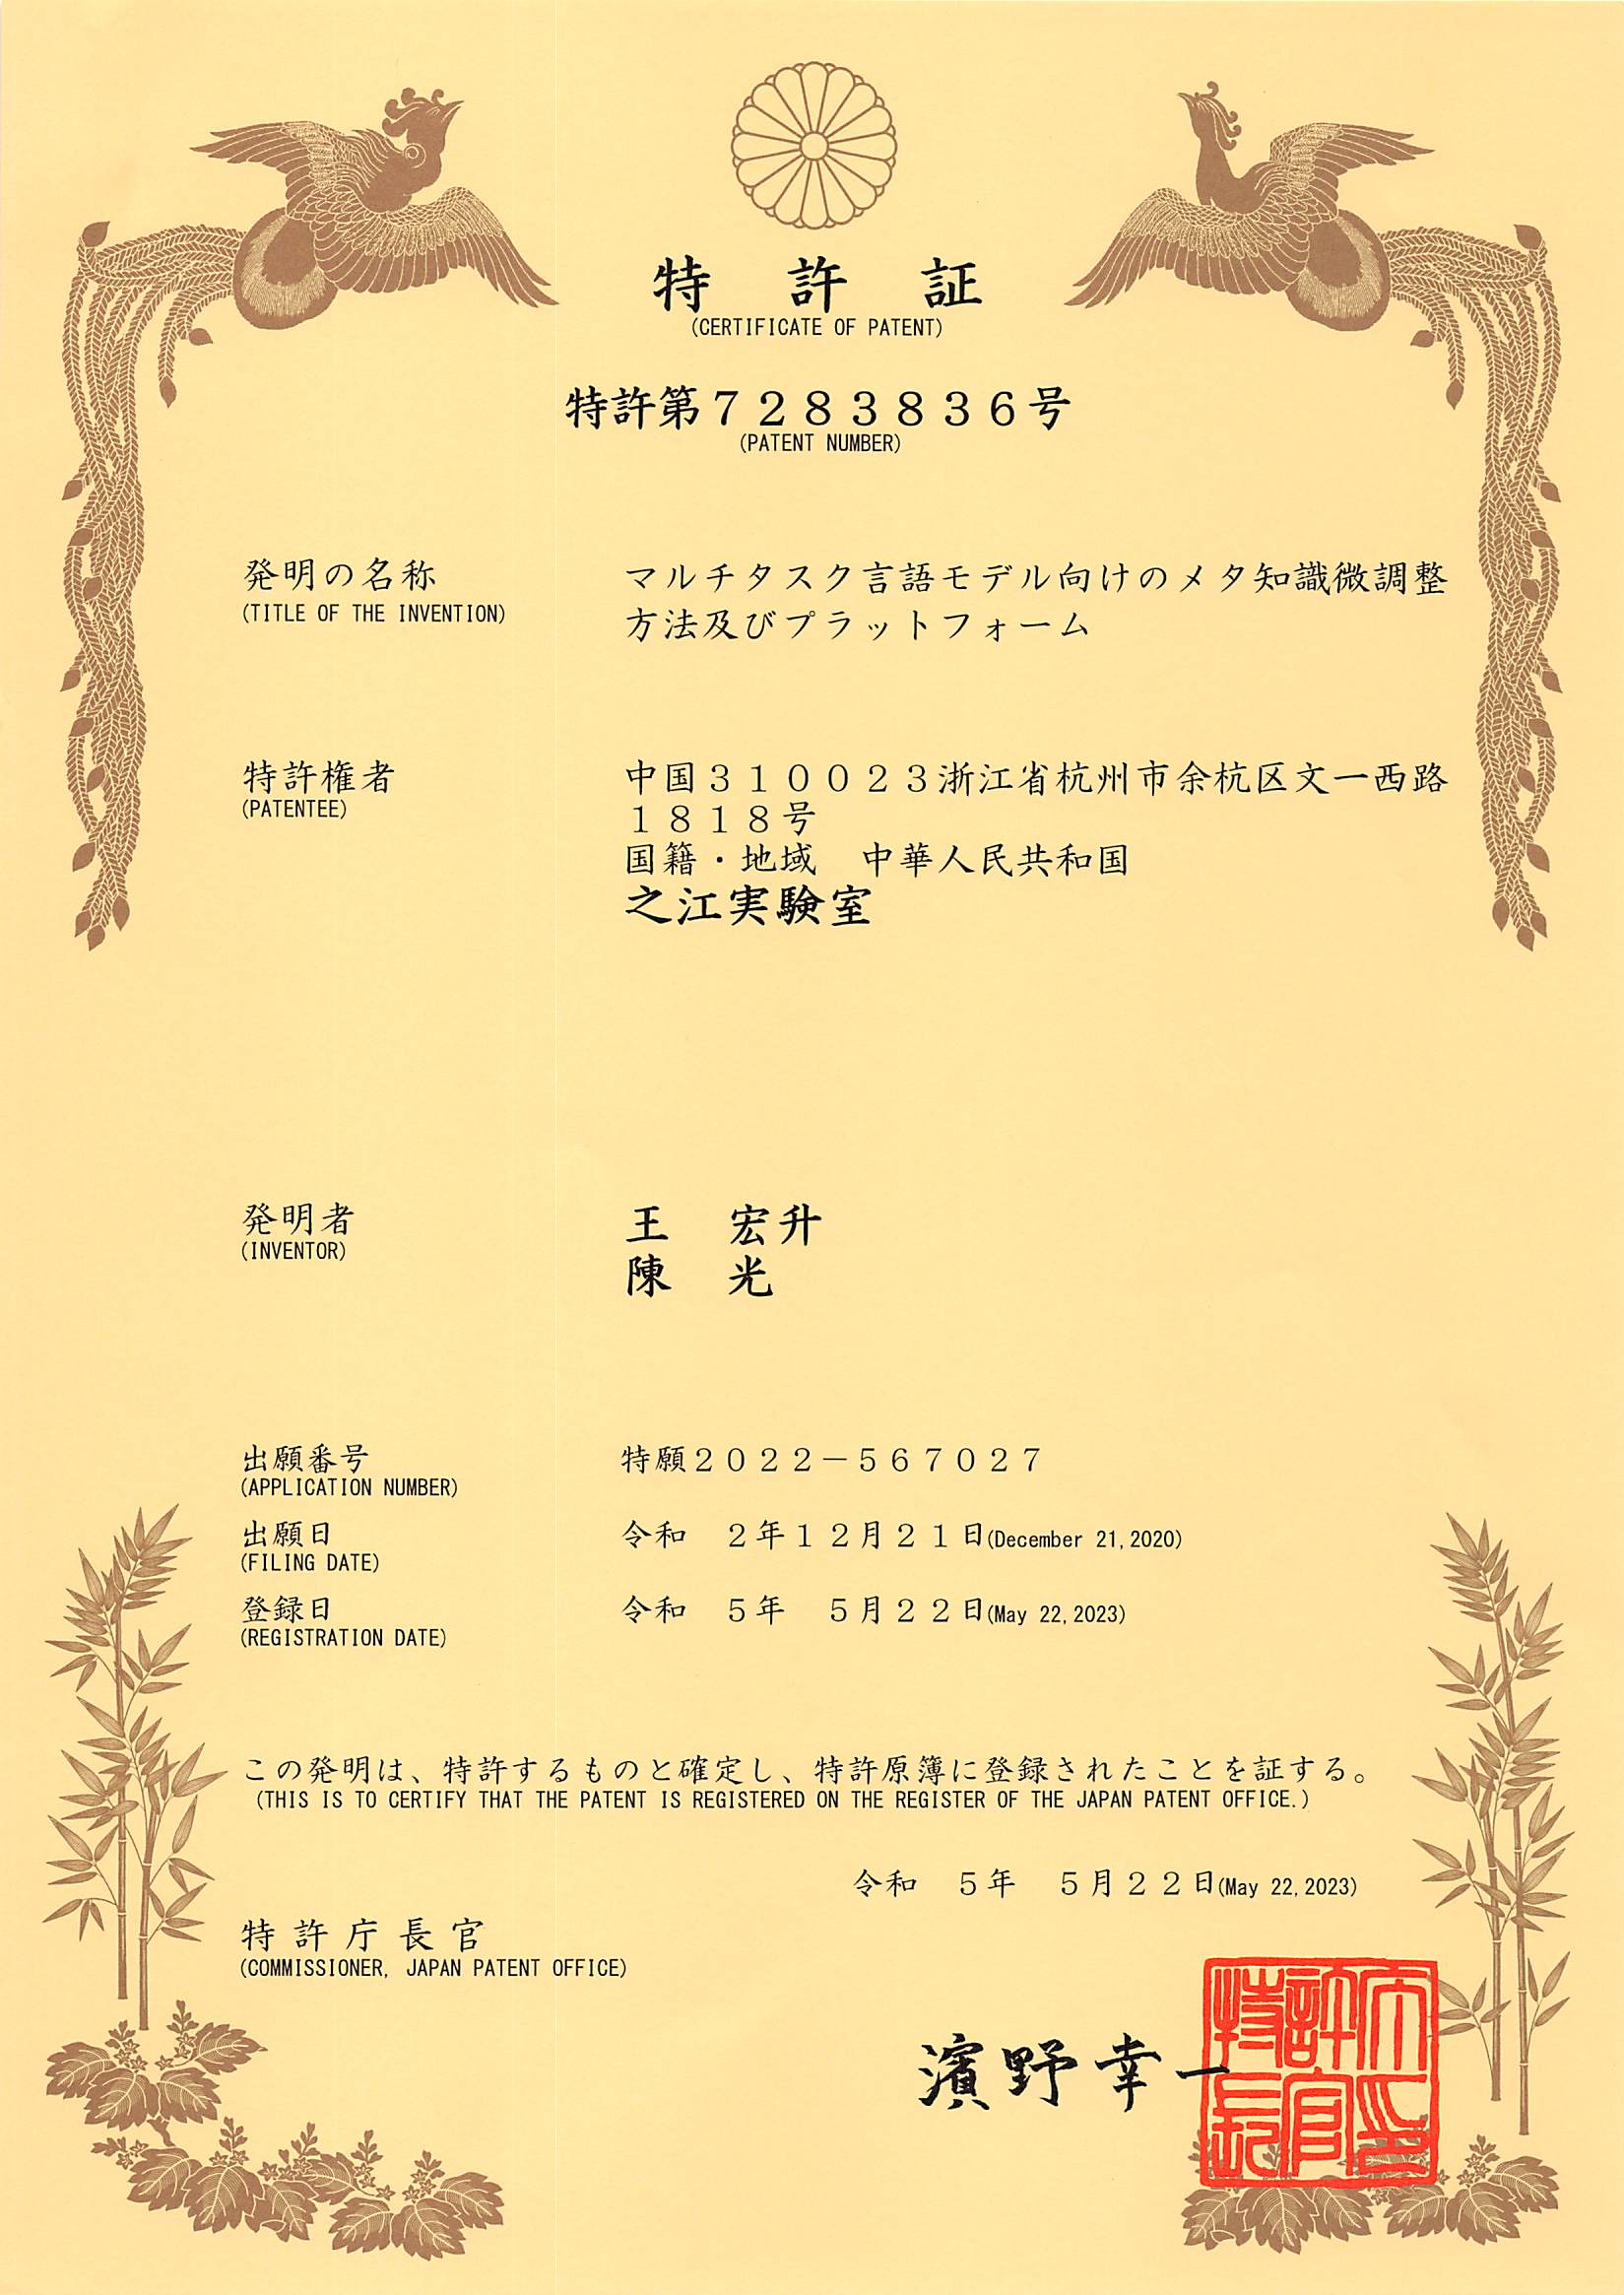 特許証
(CERTIFICATE OF PATENT)
特許第７２８３８３６号
(PATENT NUMBER)
発明の名称
(TITLE OF THE INVENTION)
マルチタスク言語モデル向けのメタ知識微調整
方法及びプラットフォーム
特許権者
(PATENTEE)
中国３１００２３浙江省杭州市余杭区文一西路
１８１８号
国籍・地域　中華人民共和国
之江実験室
発明者
(INVENTOR)
王　宏升
陳　光
出願番号
(APPLICATION NUMBER)
特願２０２２－５６７０２７
出願日
(FILING DATE)
令和　２年１２月２１日(December 21,2020)
登録日
(REGISTRATION DATE)
令和　５年　５月２２日(May 22,2023)
この発明は、特許するものと確定し、特許原簿に登録されたことを証する。
(THIS IS TO CERTIFY THAT THE PATENT IS REGISTERED ON THE REGISTER OF THE JAPAN PATENT OFFICE.)
令和　５年　５月２２日(May 22,2023)
特許庁長官
(COMMISSIONER, JAPAN PATENT OFFICE)
濱野幸一